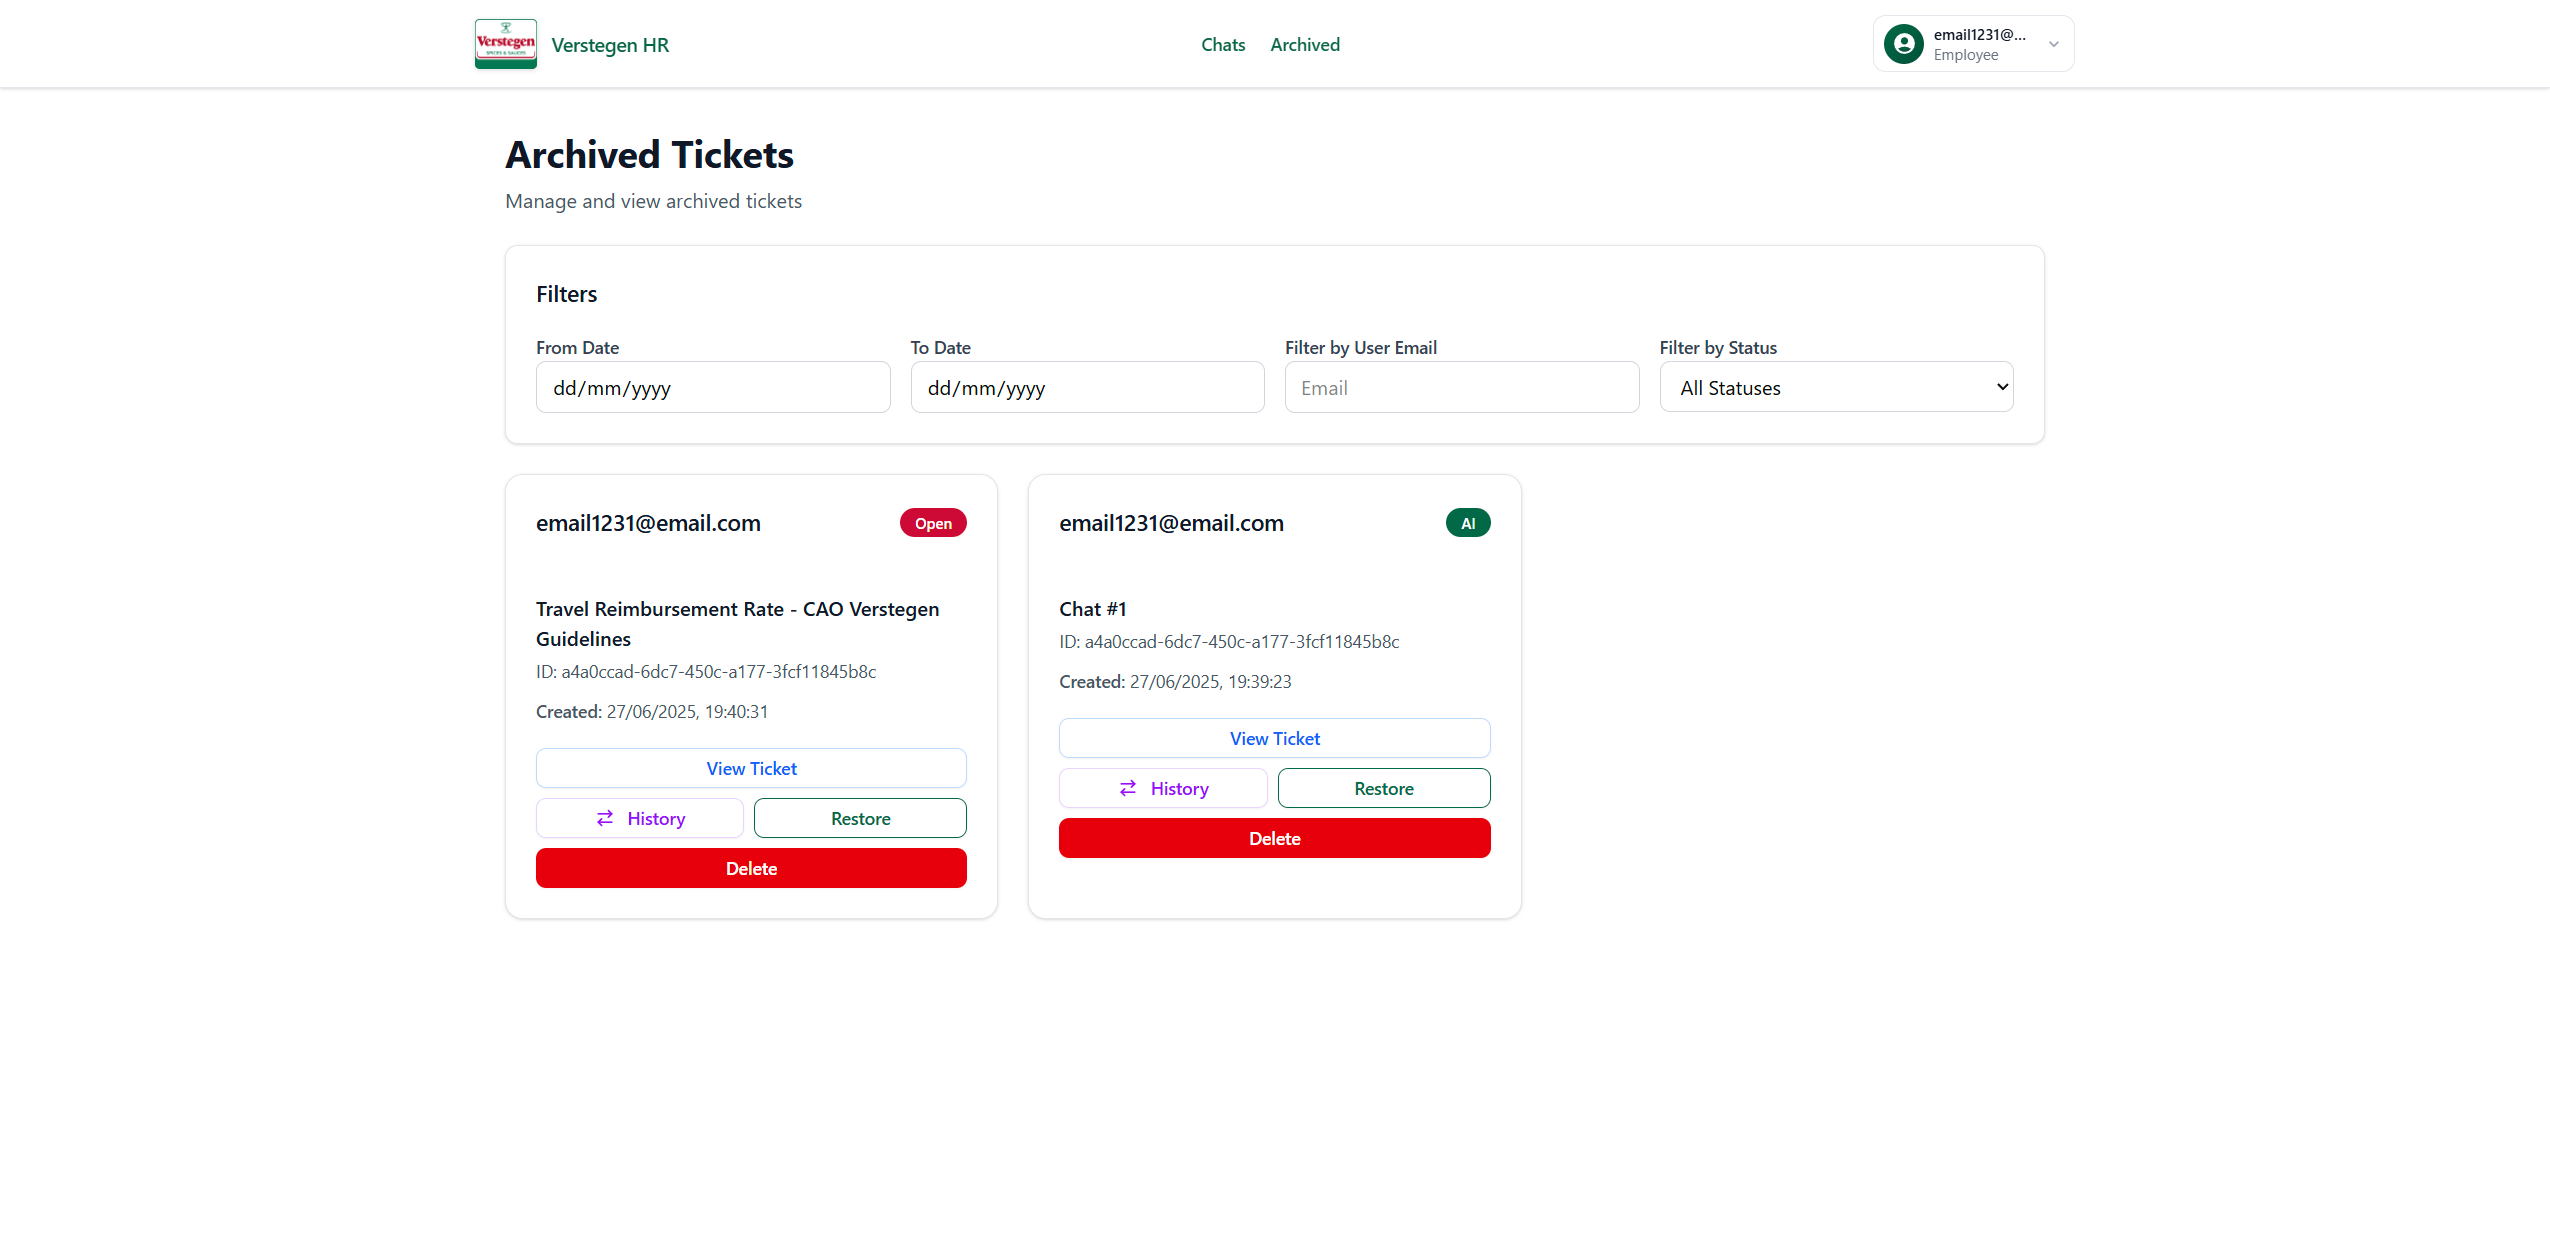 Verstegen
SPICES & SAUCES
Verstegen HR
Chats
Archived
email1231@...
Employee
Archived Tickets
Manage and view archived tickets
Filters
From Date
To Date
Filter by User Email
Filter by Status
dd/mm/yyyy
dd/mm/yyyy
Email
All Statuses
email1231@email.com
Open
Travel Reimbursement Rate - CAO Verstegen
Guidelines
ID: a4a0ccad-6dc7-450c-a177-3fcf11845b8c
Created: 27/06/2025, 19:40:31
View Ticket
History
Restore
Delete
email1231@email.com
AI
Chat #1
ID: a4a0ccad-6dc7-450c-a177-3fcf11845b8c
Created: 27/06/2025, 19:39:23
View Ticket
History
Restore
Delete